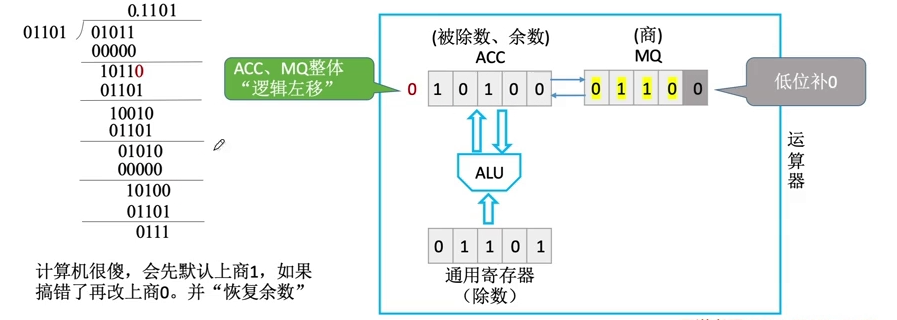 0.1101
01101 01011
00000
10110
01101
10010
01101
01010
00000
10100
01101
0111
计算机很傻，会先默认上商1，如果
搞错了再改上商0。并“恢复余数”
ACC、MQ整体
“逻辑左移”
(被除数、余数)
ACC
(商)
MQ
0 1 0 1 0 0
0 1 1 0 0
低位补0
ALU
0 1 1 0 1
通用寄存器
（除数）
运
算
器